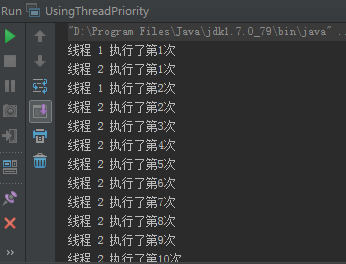 Run UsingThreadPriority
"D:\Program Files\Java\jdk1.7.0_79\bin\java" ..
线程 1 执行了第1次
线程 2 执行了第1次
线程 1 执行了第2次
线程 2 执行了第2次
线程 2 执行了第3次
线程 2 执行了第4次
线程 2 执行了第5次
线程 2 执行了第6次
线程 2 执行了第7次
线程 2 执行了第8次
线程 2 执行了第9次
线程 2 执行了第10次